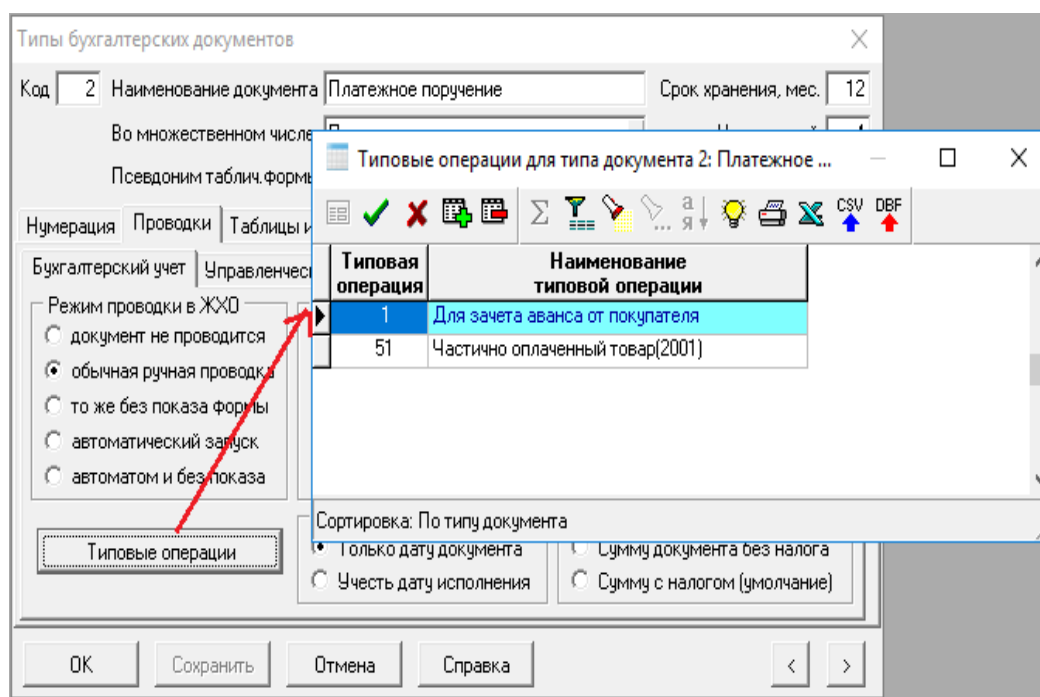 Типы бухгалтерских документов
Код 2 Наименование документа Платежное поручение Срок хранения, мес. 12
Во множественном числе
Псевдоним таблич.формы
Типовые операции для типа документа 2: Платежное ...
Нумерация Проводки Таблицы и
Σ а я ... CSV DBF
Бухгалтерский учет Управленчес
Типовая операция Наименование типовой операции
1 Для зачета аванса от покупателя
51 Частично оплаченный товар(2001)
Режим проводки в ЖХО
документ не проводится
обычная ручная проводка
то же без показа формы
автоматический запуск
автоматом и без показа
Сортировка: По типу документа
Типовые операции
Только дату документа Сумму документа без налога
Учесть дату исполнения Сумму с налогом (умолчание)
OK Сохранить Отмена Справка < >